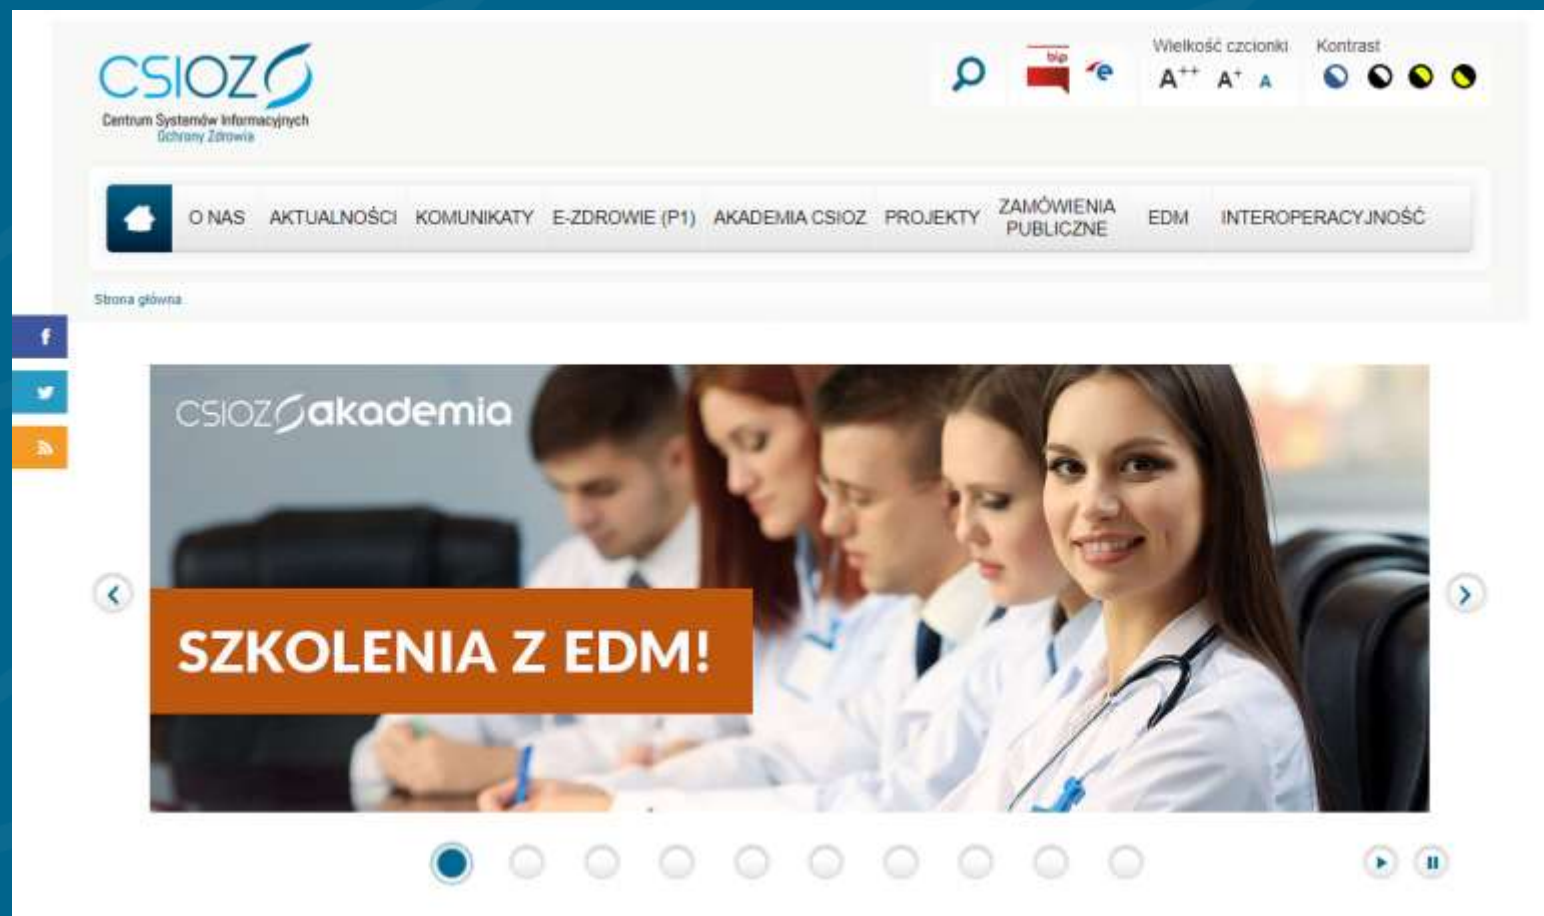 CSIOZ
Centrum Systemów Informacyjnych
Ochrony Zdrowia
bip
e
Wielkość czcionki
A++ A+ A
Kontrast
O NAS AKTUALNOŚCI KOMUNIKATY E-ZDROWIE (P1) AKADEMIA CSIOZ PROJEKTY ZAMÓWIENIA
PUBLICZNE EDM INTEROPERACYJNOŚĆ
Strona główna
f
CSIOZ akademia
SZKOLENIA Z EDM!